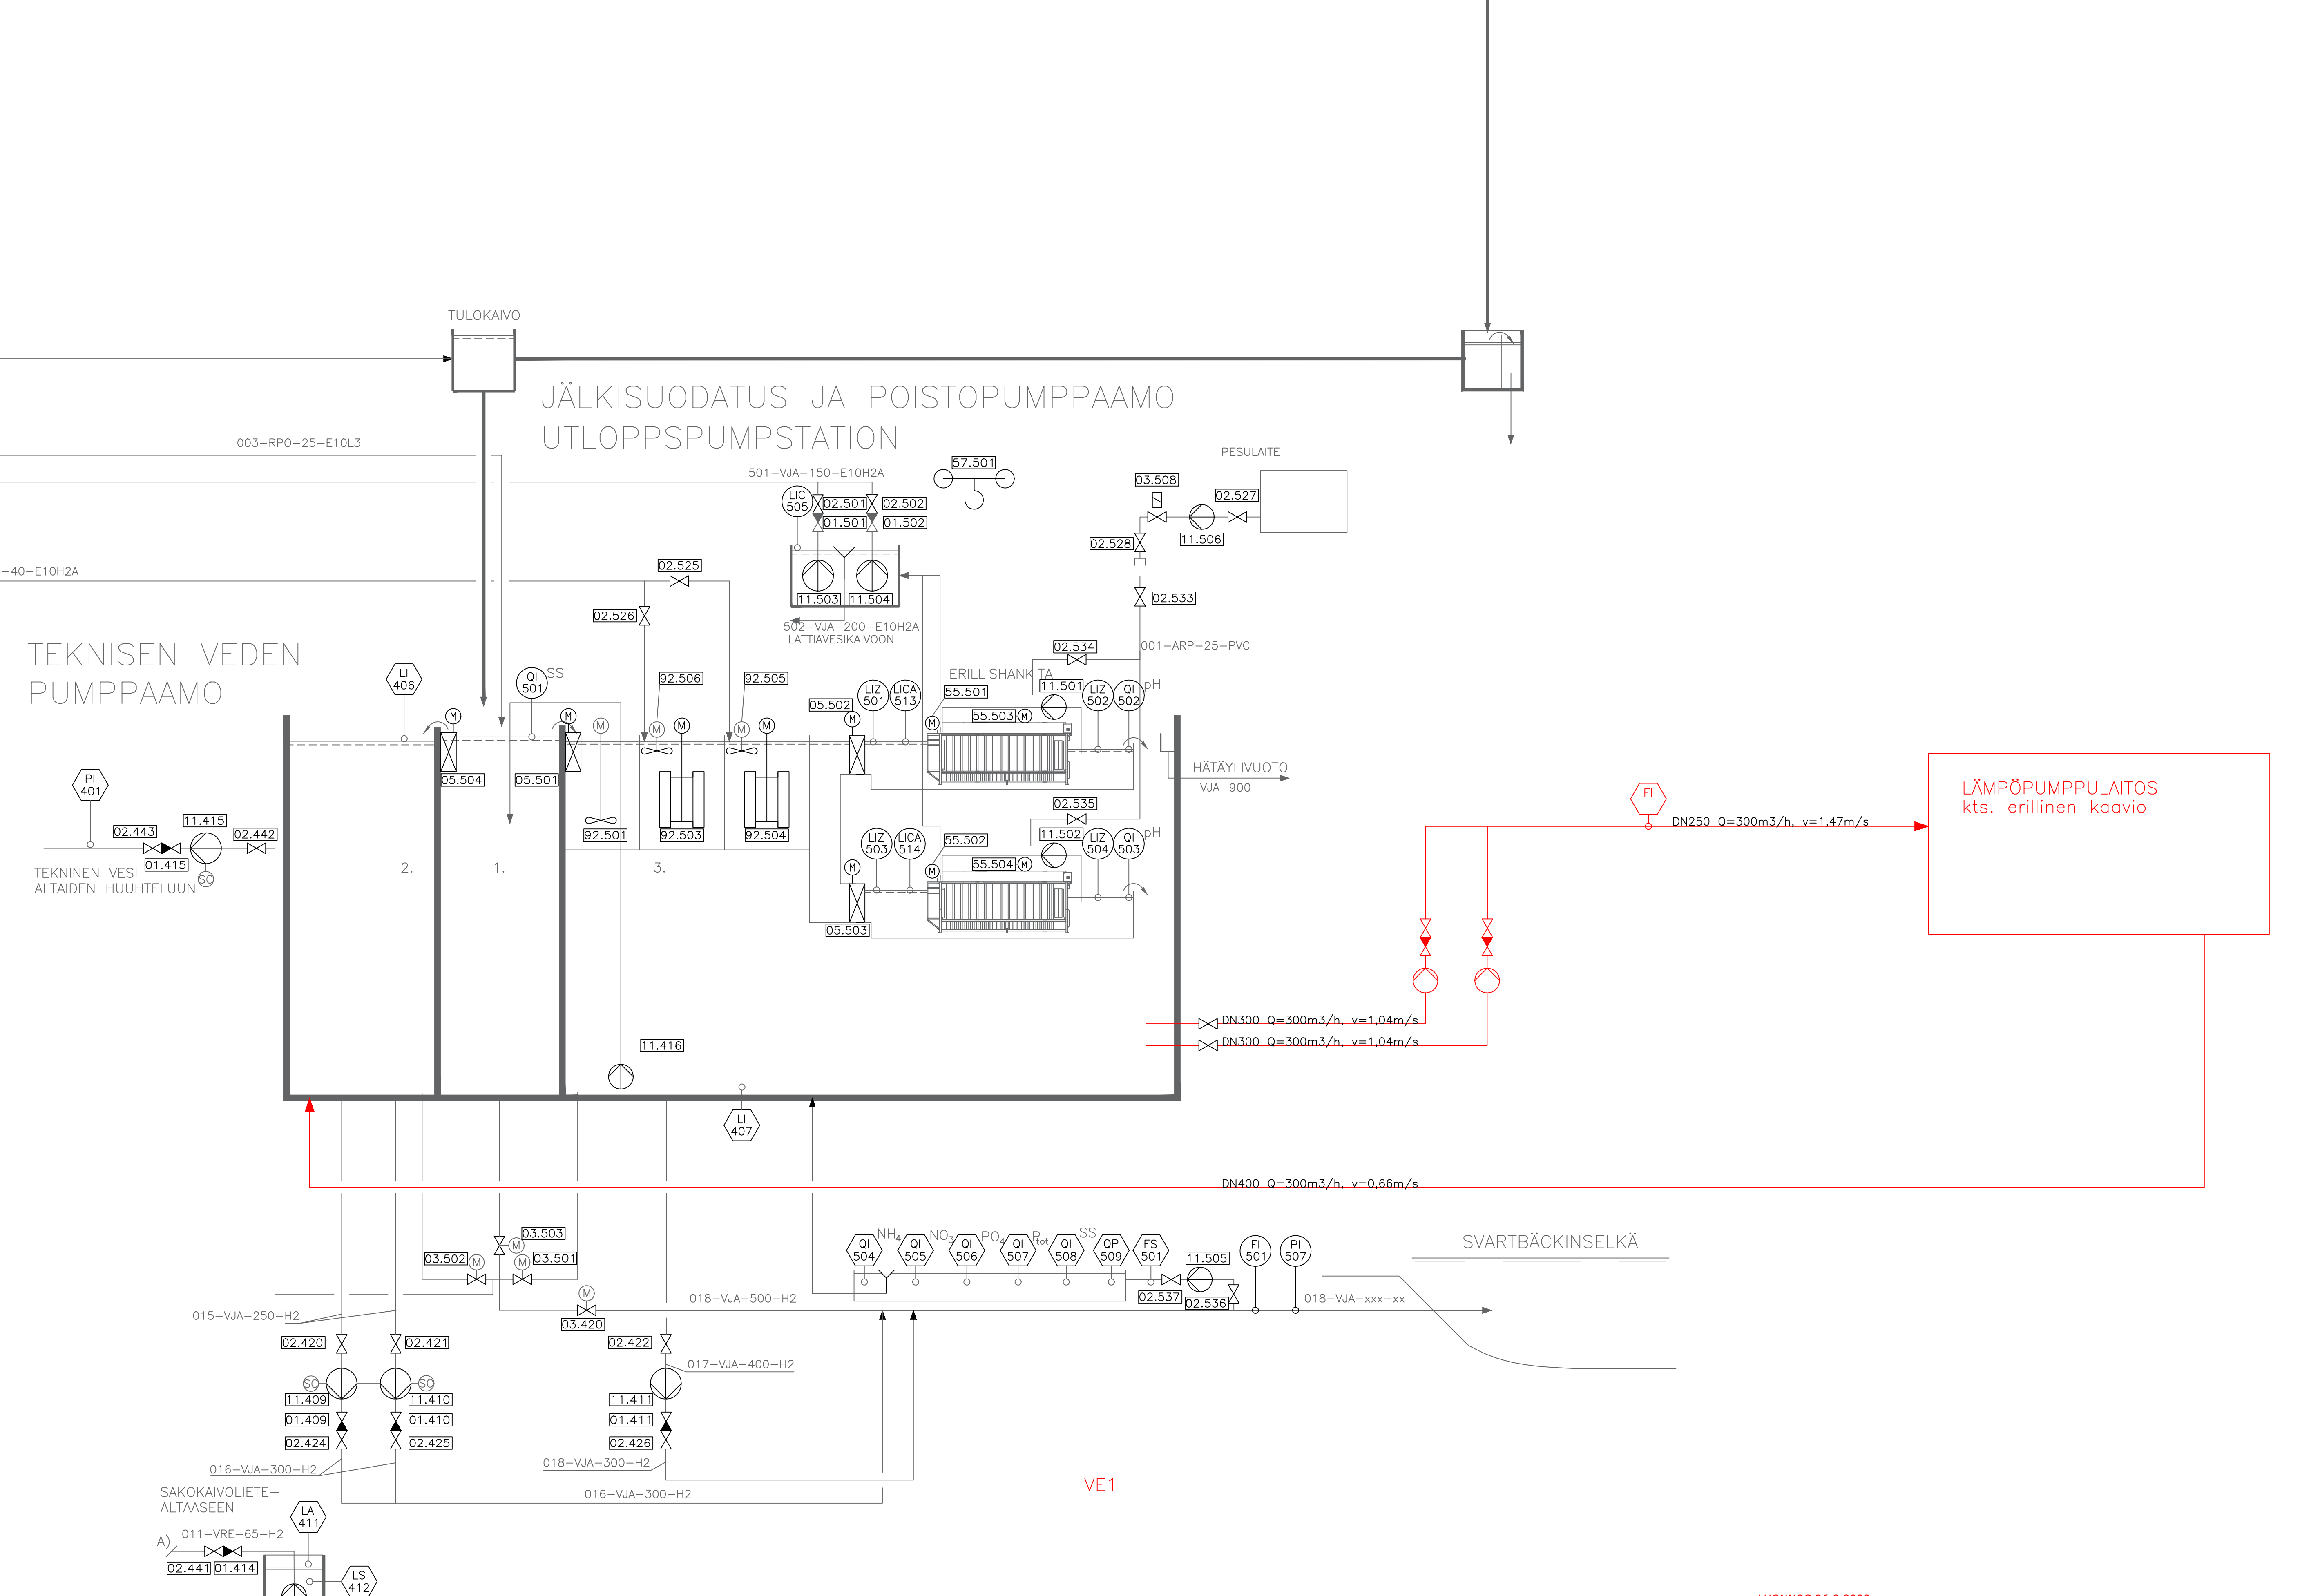 TULOKAIVO
JÄLKISUODATUS JA POISTOPUMPPAAMO
UTLOPPSPUMPSTATION
003-RPO-25-E10L3
501-VJA-150-E10H2A
57.501
PESULAITE
LIC
505
02.501
02.502
01.501
01.502
03.508
02.527
02.528
11.506
-40-E10H2A
02.525
02.526
11.503
11.504
502-VJA-200-E10H2A
LATTIAVESIKAIVOON
02.533
02.534
001-ARP-25-PVC
TEKNISEN VEDEN
PUMPPAAMO
LI
406
QI
501
SS
92.506
92.505
05.502
LIZ
501
LICA
513
ERILLISHANKITA
55.501
11.501
55.503
M
LIZ
502
QI
502
pH
M
M
M
M
M
M
M
M
M
05.504
05.501
HÄTÄYLIVUOTO
VJA-900
PI
401
02.443
11.415
02.442
01.415
SC
TEKNINEN VESI
ALTAIDEN HUUHTELUUN
92.501
92.503
92.504
02.535
11.502
LIZ
503
LICA
514
55.502
55.504
M
LIZ
504
QI
503
pH
M
M
2.
1.
3.
05.503
11.416
LI
407
FI
DN250 Q=300m3/h, v=1,47m/s
LÄMPÖPUMPPULAITOS
kts. erillinen kaavio
DN300 Q=300m3/h, v=1,04m/s
DN300 Q=300m3/h, v=1,04m/s
DN400 Q=300m3/h, v=0,66m/s
03.503
M
03.502
M
M
03.501
M
03.420
018-VJA-500-H2
QI
504
NH4
QI
505
NO3
QI
506
PO4
QI
507
Ptot
QI
508
SS
QP
509
FS
501
11.505
02.537
02.536
FI
501
PI
507
018-VJA-xxx-xx
SVARTBÄCKINSELKÄ
015-VJA-250-H2
02.420
02.421
02.422
017-VJA-400-H2
SC
SC
11.409
11.410
11.411
01.409
01.410
01.411
02.424
02.425
02.426
016-VJA-300-H2
018-VJA-300-H2
016-VJA-300-H2
VE1
SAKOKAIVOLIETE-
ALTAASEEN
LA
411
A)
011-VRE-65-H2
02.441
01.414
LS
412